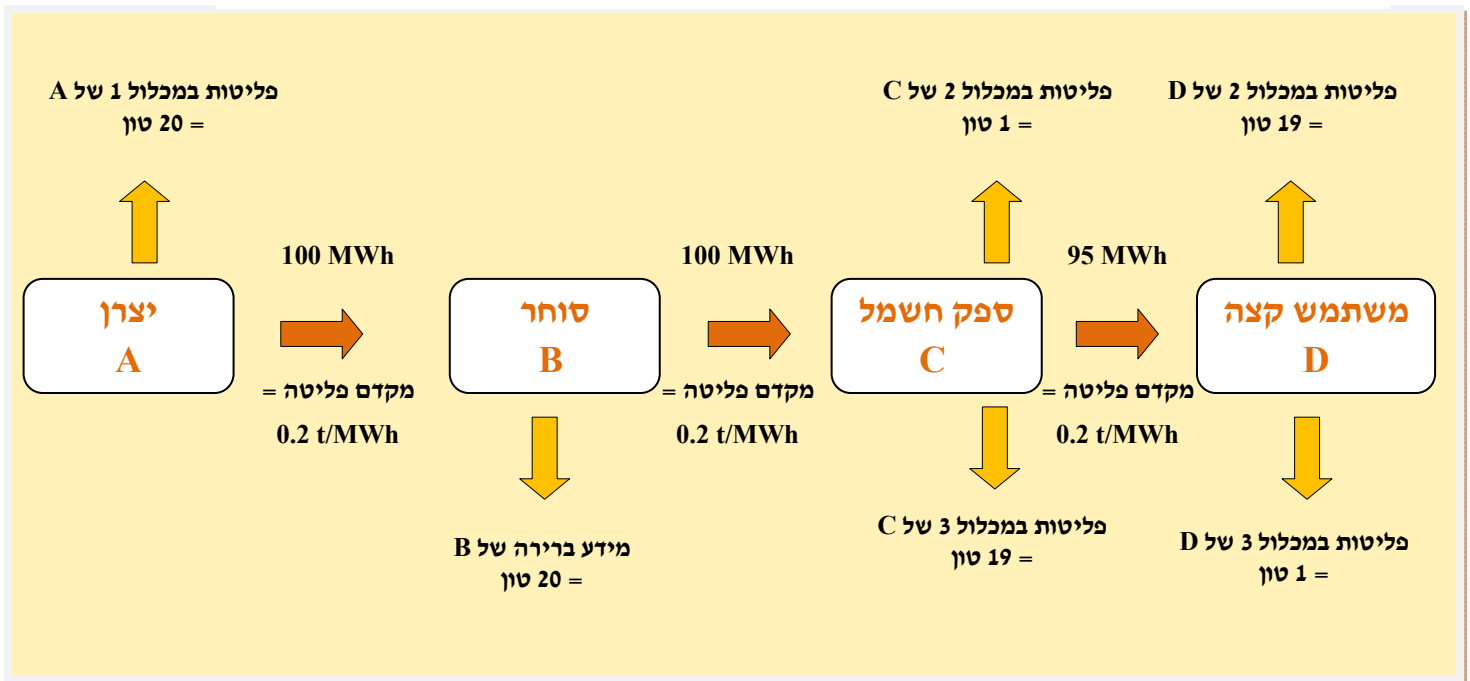 פליטות במכלול 1 של A
= 20 טון
פליטות במכלול 2 של C
= 1 טון
פליטות במכלול 2 של D
= 19 טון
100 MWh
100 MWh
95 MWh
יצרן
A
סוחר
B
ספק חשמל
C
משתמש קצה
D
מקדם פליטה =
0.2 t/MWh
מקדם פליטה =
0.2 t/MWh
מקדם פליטה =
0.2 t/MWh
מידע ברירה של B
= 20 טון
פליטות במכלול 3 של C
= 19 טון
פליטות במכלול 3 של D
= 1 טון